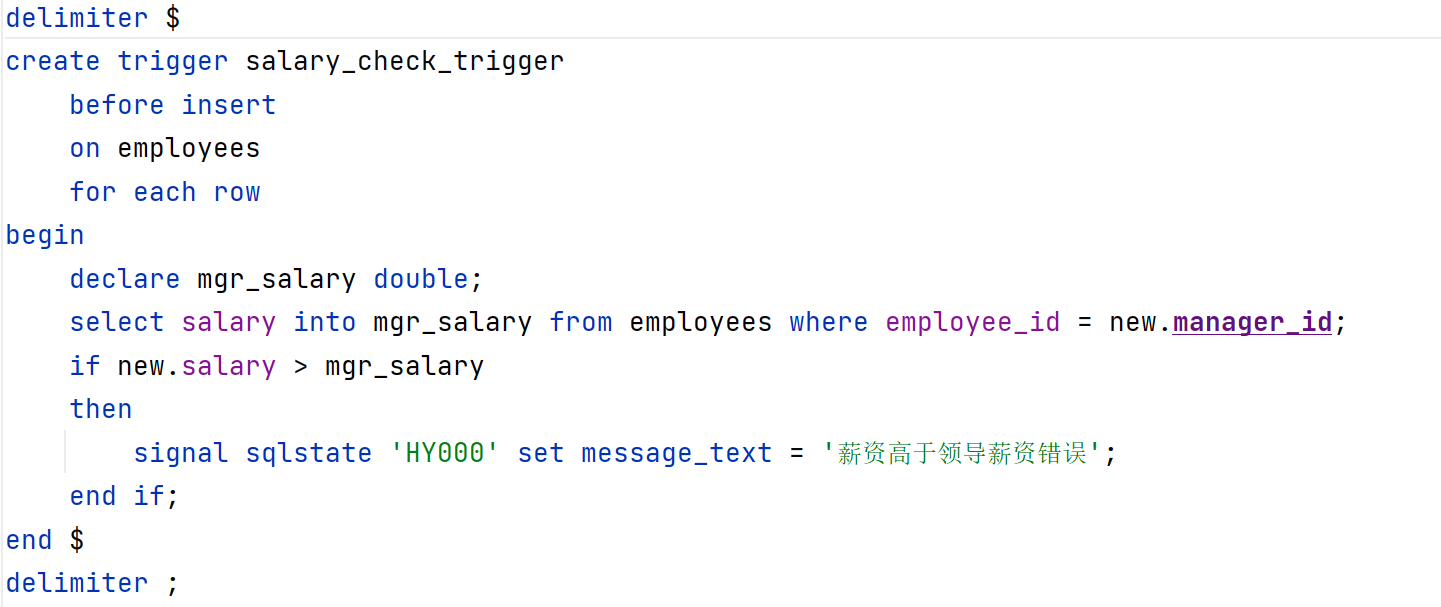 delimiter $
create trigger salary_check_trigger
    before insert
    on employees
    for each row
begin
    declare mgr_salary double;
    select salary into mgr_salary from employees where employee_id = new.manager_id;
    if new.salary > mgr_salary
    then
        signal sqlstate 'HY000' set message_text = '薪资高于领导薪资错误';
    end if;
end $
delimiter ;